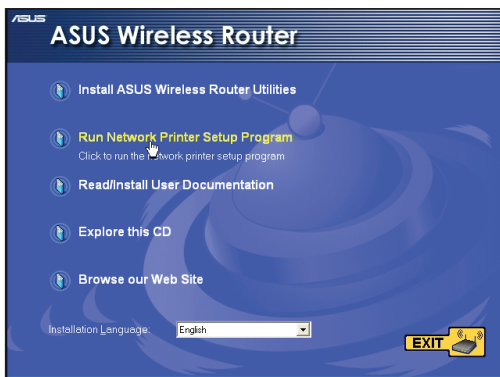 ASUS
ASUS Wireless Router
Install ASUS Wireless Router Utilities
Run Network Printer Setup Program
Click to run the network printer setup program
Read/Install User Documentation
Explore this CD
Browse our Web Site
Installation Language: English
EXIT